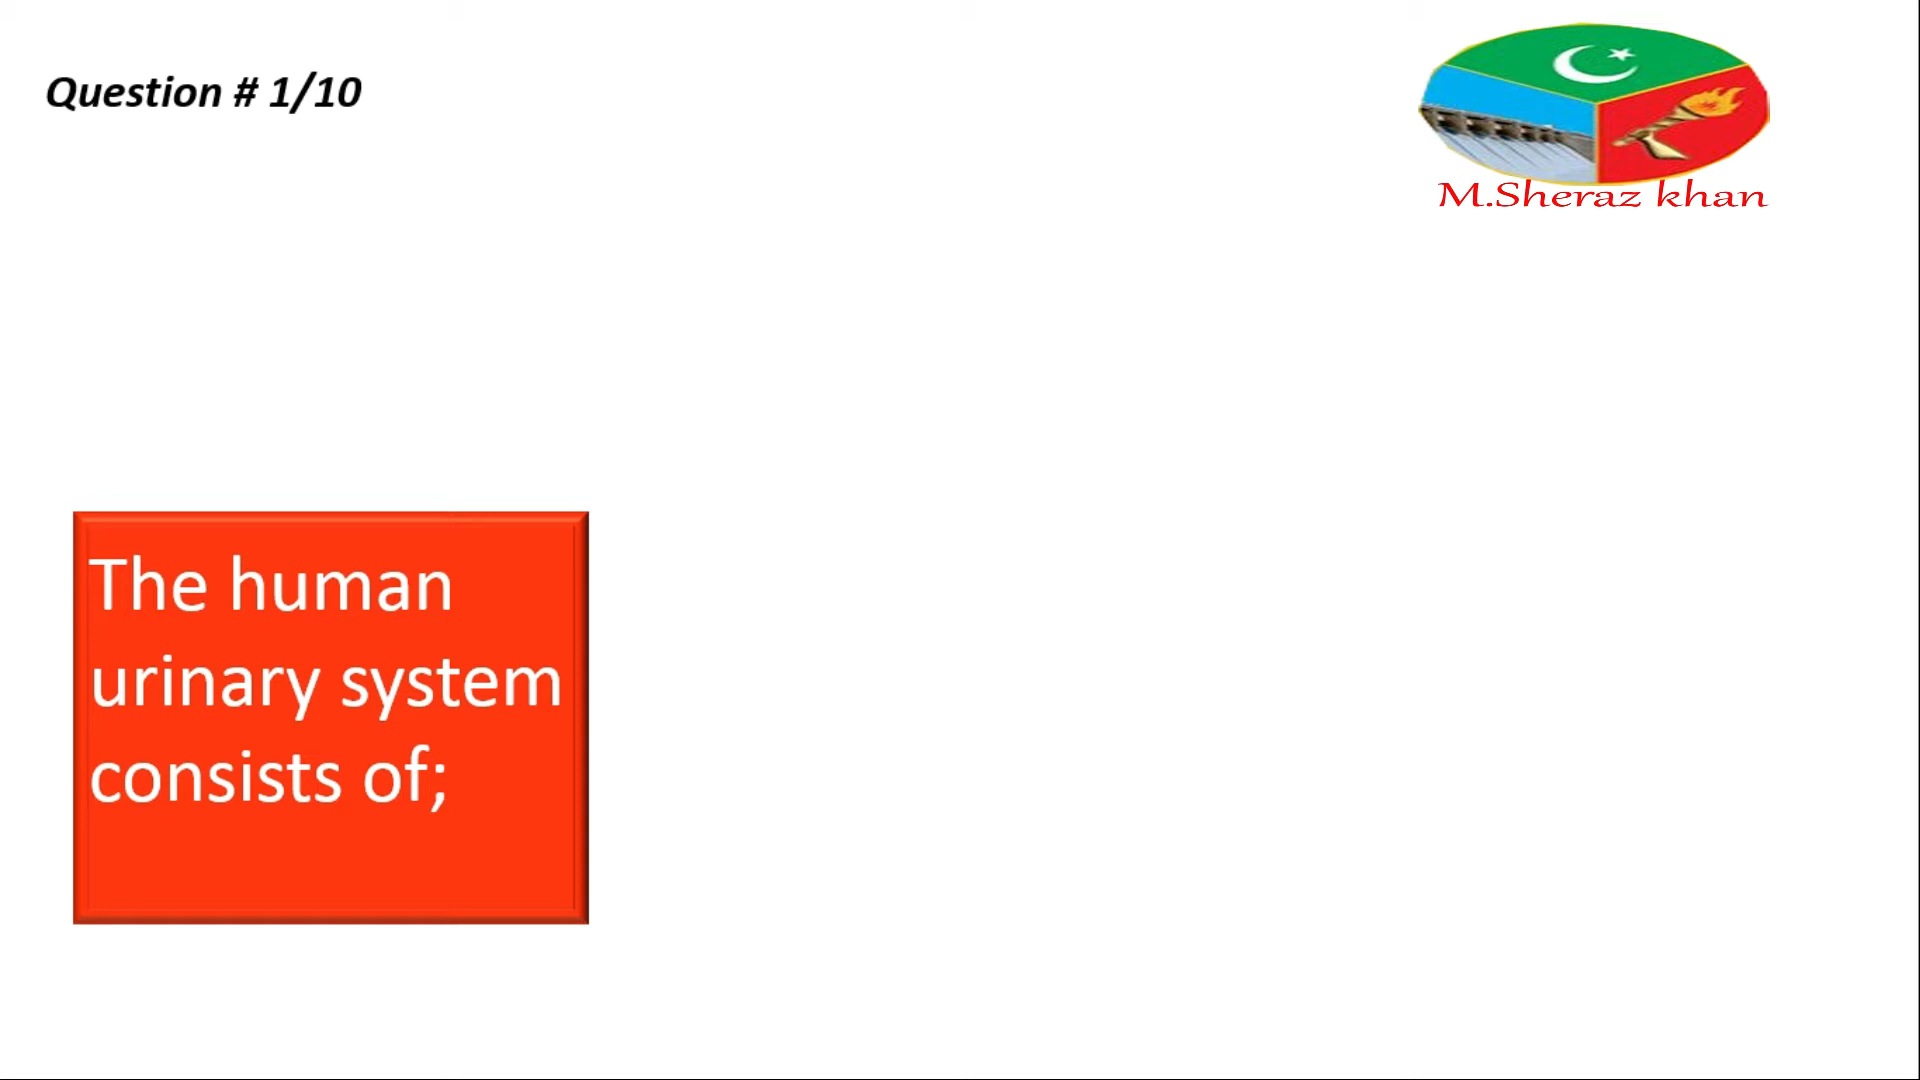 Question # 1/10
M.Sheraz khan
The human
urinary system
consists of;